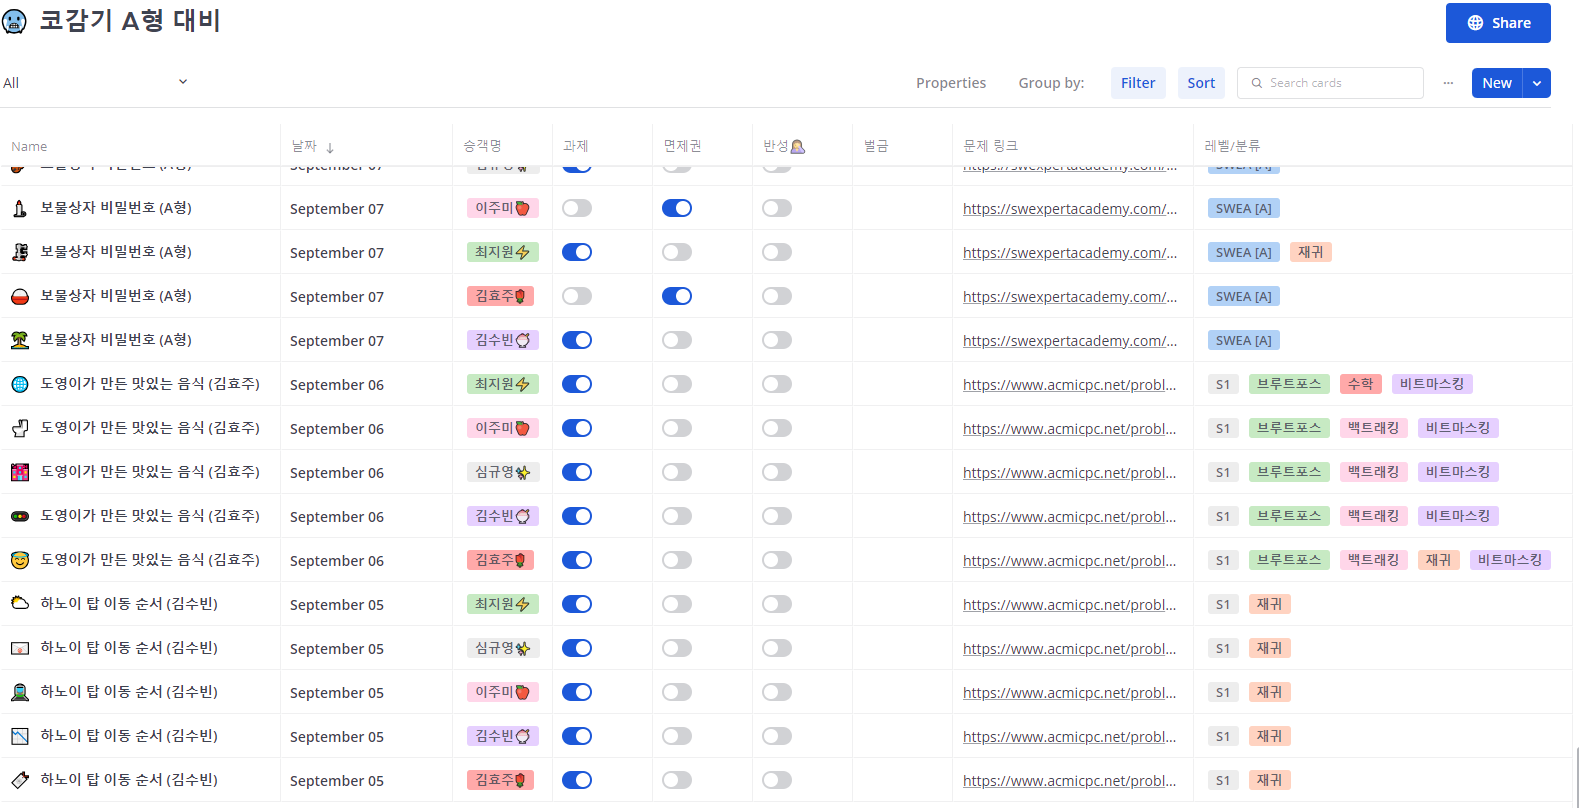 코감기 A형 대비
Share
All
Properties Group by: Filter Sort Search cards ... New
Name 날짜 ↓ 승객명 과제 면제권 반성 벌금 문제 링크 레벨/분류
September 07 https://swexpertacademy.com/... SWEA [A]
보물상자 비밀번호 (A형) September 07 이주미 https://swexpertacademy.com/... SWEA [A]
보물상자 비밀번호 (A형) September 07 최지원 https://swexpertacademy.com/... SWEA [A] 재귀
보물상자 비밀번호 (A형) September 07 김효주 https://swexpertacademy.com/... SWEA [A]
보물상자 비밀번호 (A형) September 07 김수빈 https://swexpertacademy.com/... SWEA [A]
도영이가 만든 맛있는 음식 (김효주) September 06 최지원 https://www.acmicpc.net/probl... S1 브루트포스 수학 비트마스킹
도영이가 만든 맛있는 음식 (김효주) September 06 이주미 https://www.acmicpc.net/probl... S1 브루트포스 백트래킹 비트마스킹
도영이가 만든 맛있는 음식 (김효주) September 06 심규영 https://www.acmicpc.net/probl... S1 브루트포스 백트래킹 비트마스킹
도영이가 만든 맛있는 음식 (김효주) September 06 김수빈 https://www.acmicpc.net/probl... S1 브루트포스 백트래킹 비트마스킹
도영이가 만든 맛있는 음식 (김효주) September 06 김효주 https://www.acmicpc.net/probl... S1 브루트포스 백트래킹 재귀 비트마스킹
하노이 탑 이동 순서 (김수빈) September 05 최지원 https://www.acmicpc.net/probl... S1 재귀
하노이 탑 이동 순서 (김수빈) September 05 심규영 https://www.acmicpc.net/probl... S1 재귀
하노이 탑 이동 순서 (김수빈) September 05 이주미 https://www.acmicpc.net/probl... S1 재귀
하노이 탑 이동 순서 (김수빈) September 05 김수빈 https://www.acmicpc.net/probl... S1 재귀
하노이 탑 이동 순서 (김수빈) September 05 김효주 https://www.acmicpc.net/probl... S1 재귀